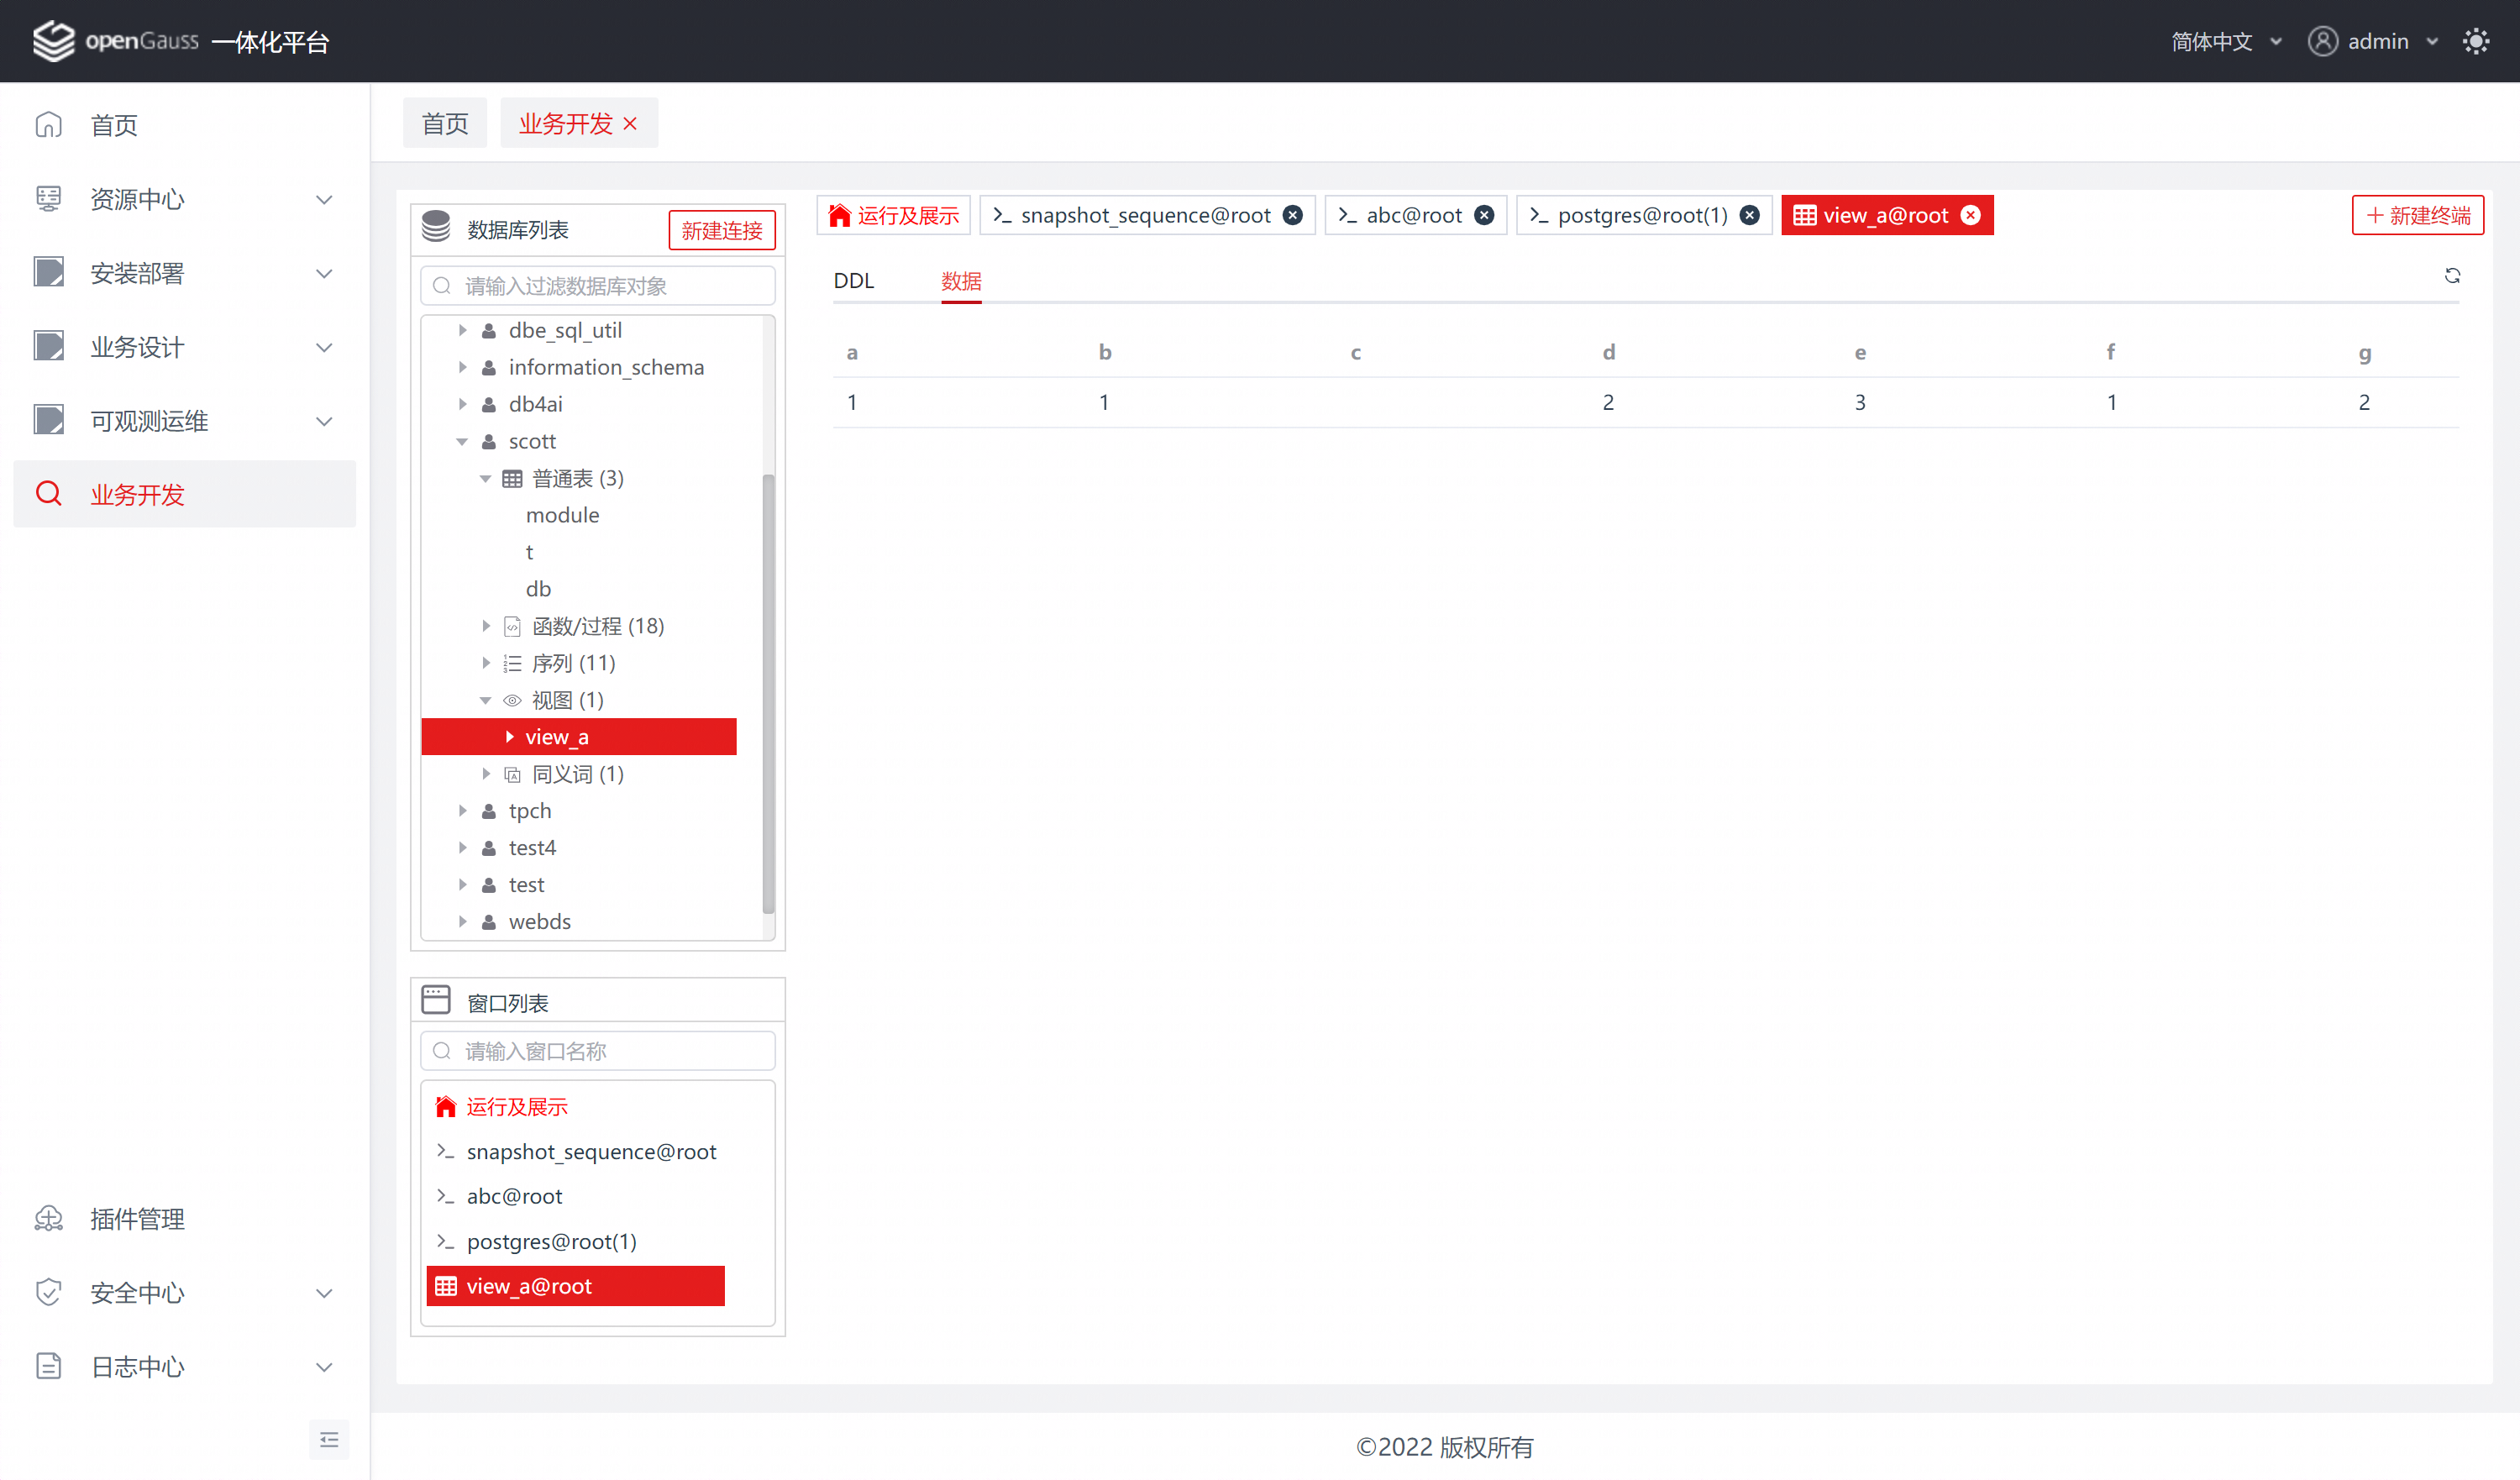 openGauss 一体化平台
简体中文 admin
首页
资源中心
安装部署
业务设计
可观测运维
业务开发
插件管理
安全中心
日志中心
首页 业务开发
数据库列表 新建连接
请输入过滤数据库对象
dbe_sql_util
information_schema
db4ai
scott
普通表 (3)
module
t
db
函数/过程 (18)
序列 (11)
视图 (1)
view_a
同义词 (1)
tpch
test4
test
webds
窗口列表
请输入窗口名称
运行及展示
snapshot_sequence@root
abc@root
postgres@root(1)
view_a@root
运行及展示 snapshot_sequence@root abc@root postgres@root(1) view_a@root 新建终端
DDL 数据
a b c d e f g
1 1 2 3 1 2
©2022 版权所有